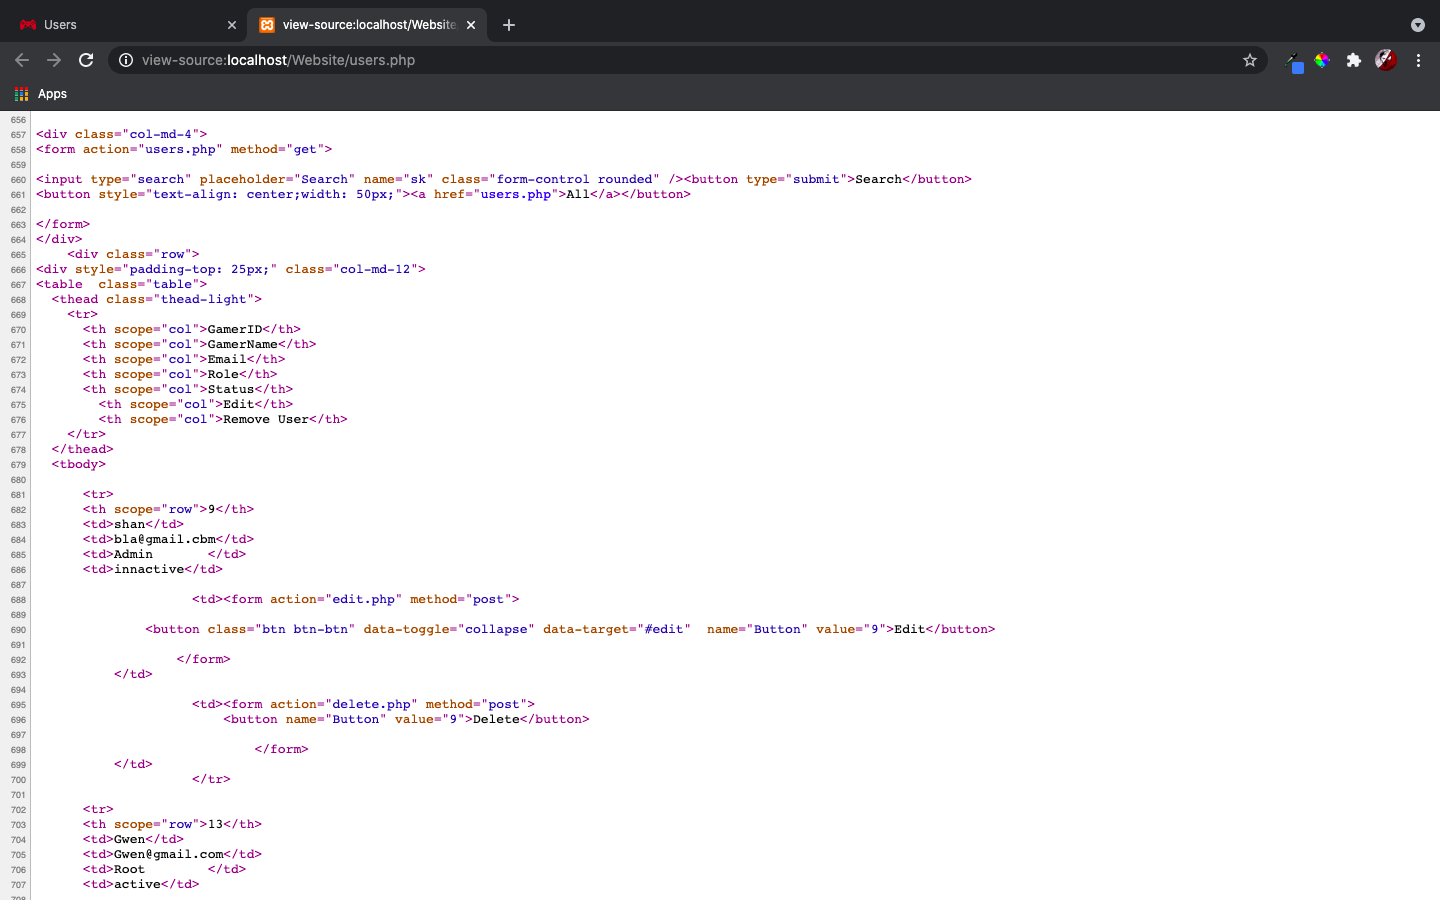 Users
view-source:localhost/Website
view-source:localhost/Website/users.php
Apps
656
657 <div class="col-md-4">
658 <form action="users.php" method="get">
659
660 <input type="search" placeholder="Search" name="sk" class="form-control rounded" /><button type="submit">Search</button>
661 <button style="text-align: center;width: 50px;"><a href="users.php">All</a></button>
662
663 </form>
664 </div>
665 <div class="row">
666 <div style="padding-top: 25px;" class="col-md-12">
667 <table  class="table">
668 <thead class="thead-light">
669 <tr>
670 <th scope="col">GamerID</th>
671 <th scope="col">GamerName</th>
672 <th scope="col">Email</th>
673 <th scope="col">Role</th>
674 <th scope="col">Status</th>
675 <th scope="col">Edit</th>
676 <th scope="col">Remove User</th>
677 </tr>
678 </thead>
679 <tbody>
680
681 <tr>
682 <th scope="row">9</th>
683 <td>shan</td>
684 <td>bla@gmail.cbm</td>
685 <td>Admin       </td>
686 <td>innactive</td>
687
688 <td><form action="edit.php" method="post">
689
690 <button class="btn btn-btn" data-toggle="collapse" data-target="#edit"  name="Button" value="9">Edit</button>
691
692 </form>
693 </td>
694
695 <td><form action="delete.php" method="post">
696 <button name="Button" value="9">Delete</button>
697
698 </form>
699 </td>
700 </tr>
701
702 <tr>
703 <th scope="row">13</th>
704 <td>Gwen</td>
705 <td>Gwen@gmail.com</td>
706 <td>Root        </td>
707 <td>active</td>
708